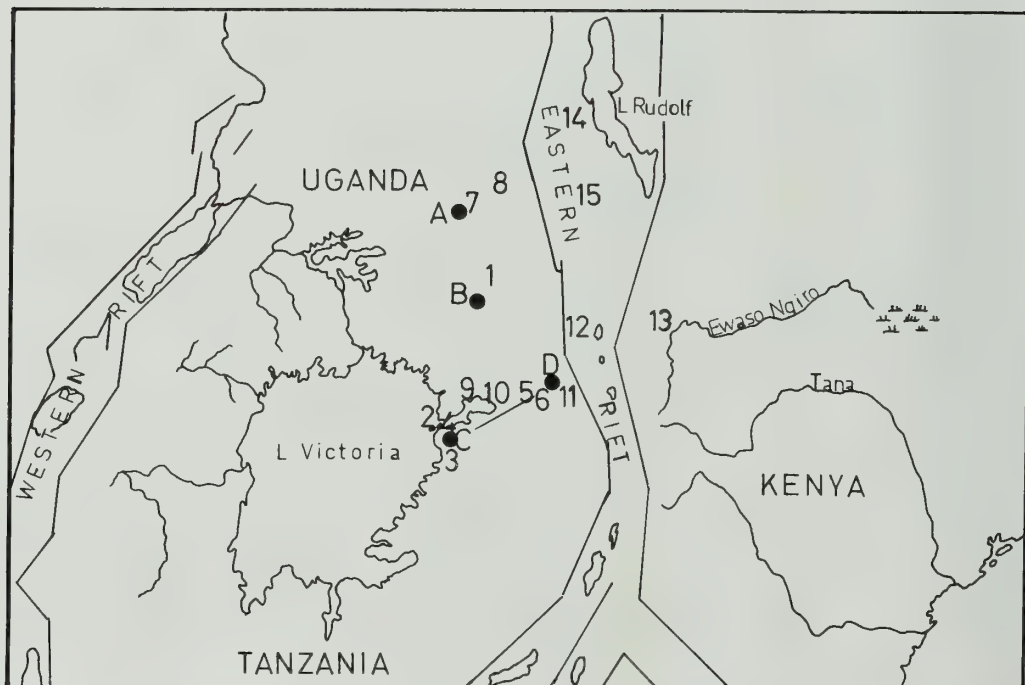 L Rudolf
EASTERN
14
UGANDA
8
7
15
A
WESTERN RIFT
B
1
12
13
Ewaso Ngiro
D
Tana
9
10
5
6
11
RIFT
2
C
3
L Victoria
KENYA
TANZANIA